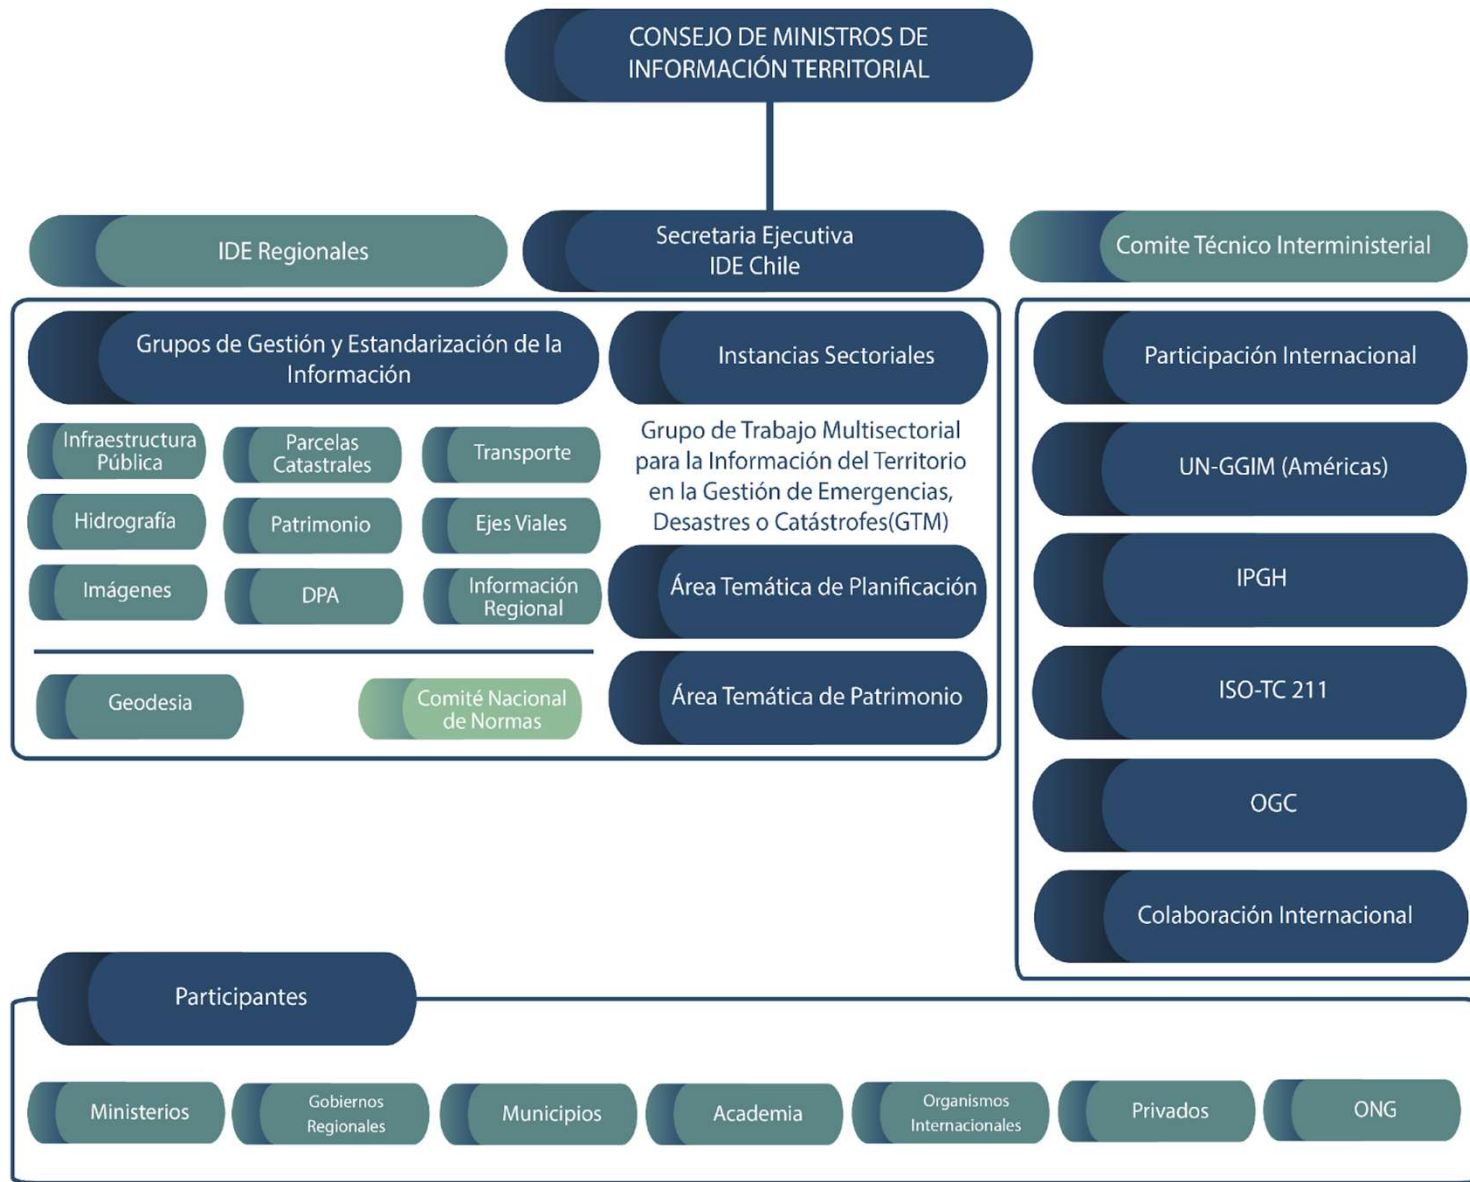 CONSEJO DE MINISTROS DE
INFORMACIÓN TERRITORIAL
IDE Regionales
Secretaria Ejecutiva
IDE Chile
Comite Técnico Interministerial
Grupos de Gestión y Estandarización de la
Información
Infraestructura
Pública
Parcelas
Catastrales
Transporte
Hidrografía
Patrimonio
Ejes Viales
Imágenes
DPA
Información
Regional
Geodesia
Comité Nacional
de Normas
Instancias Sectoriales
Grupo de Trabajo Multisectorial
para la Información del Territorio
en la Gestión de Emergencias,
Desastres o Catástrofes(GTM)
Área Temática de Planificación
Área Temática de Patrimonio
Participación Internacional
UN-GGIM (Américas)
IPGH
ISO-TC 211
OGC
Colaboración Internacional
Participantes
Ministerios
Gobiernos
Regionales
Municipios
Academia
Organismos
Internacionales
Privados
ONG